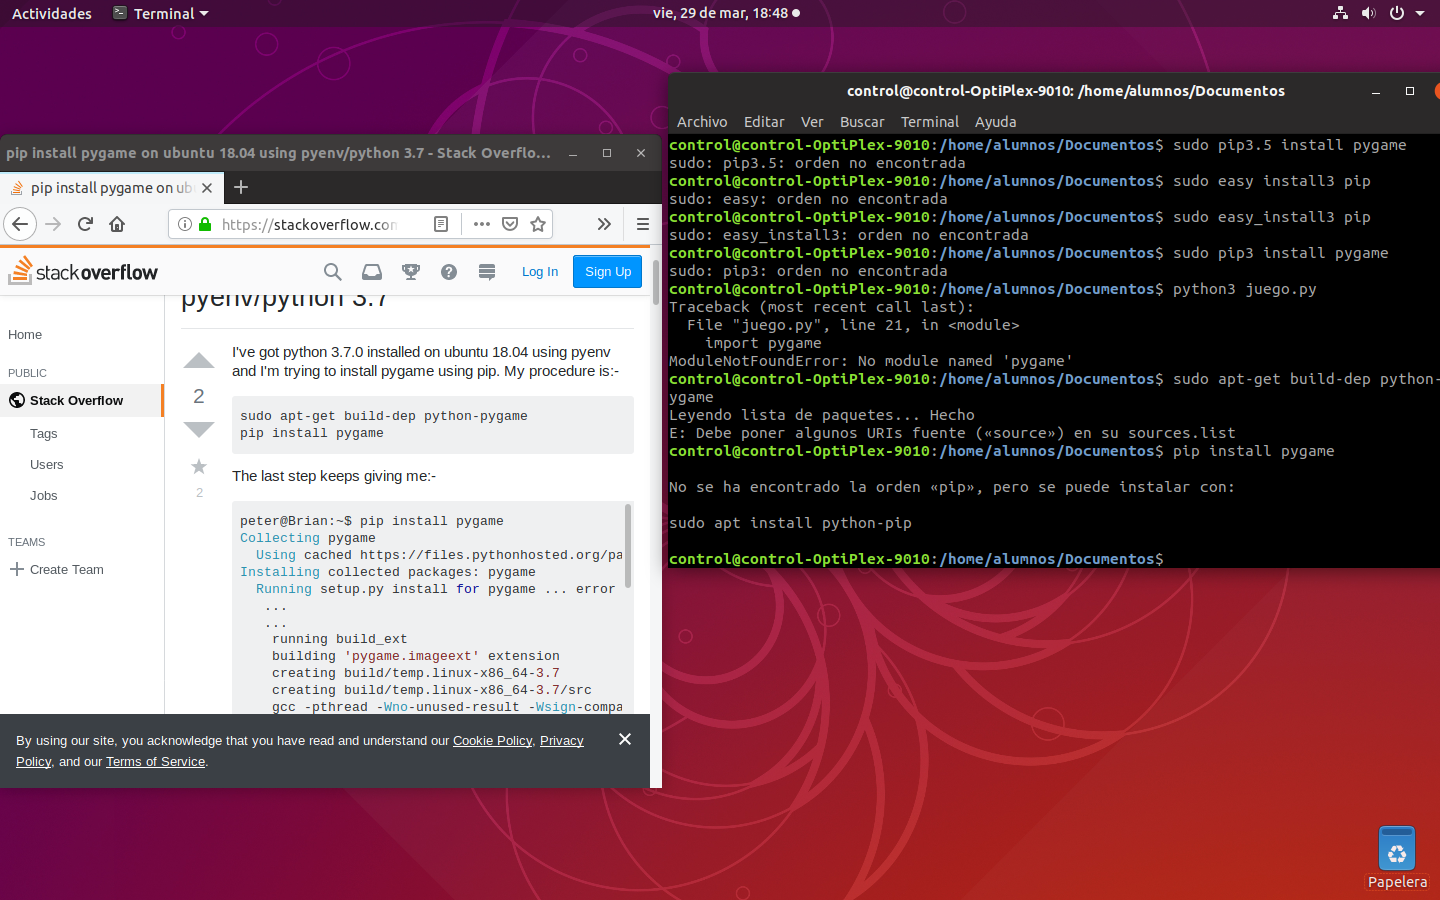 Actividades
Terminal
vie, 29 de mar, 18:48
pip install pygame on ubuntu 18.04 using pyenv/python 3.7 - Stack Overflo...
pip install pygame on ub
https://stackoverflow.con
stackoverflow
Log In
Sign Up
pyenv/python 3.7
Home
PUBLIC
Stack Overflow
Tags
Users
Jobs
TEAMS
Create Team
2
2
I've got python 3.7.0 installed on ubuntu 18.04 using pyenv
and I'm trying to install pygame using pip. My procedure is:-
sudo apt-get build-dep python-pygame
pip install pygame
The last step keeps giving me:-
peter@Brian:~$ pip install pygame
Collecting pygame
Using cached https://files.pythonhosted.org/pa
Installing collected packages: pygame
Running setup.py install for pygame ... error
...
...
running build_ext
building 'pygame.imageext' extension
creating build/temp.linux-x86_64-3.7
creating build/temp.linux-x86_64-3.7/src
gcc -pthread -Wno-unused-result -Wsign-compa
By using our site, you acknowledge that you have read and understand our Cookie Policy, Privacy
Policy, and our Terms of Service.
control@control-OptiPlex-9010: /home/alumnos/Documentos
Archivo Editar Ver Buscar Terminal Ayuda
control@control-OptiPlex-9010:/home/alumnos/Documentos$ sudo pip3.5 install pygame
sudo: pip3.5: orden no encontrada
control@control-OptiPlex-9010:/home/alumnos/Documentos$ sudo easy install3 pip
sudo: easy: orden no encontrada
control@control-OptiPlex-9010:/home/alumnos/Documentos$ sudo easy_install3 pip
sudo: easy_install3: orden no encontrada
control@control-OptiPlex-9010:/home/alumnos/Documentos$ sudo pip3 install pygame
sudo: pip3: orden no encontrada
control@control-OptiPlex-9010:/home/alumnos/Documentos$ python3 juego.py
Traceback (most recent call last):
File "juego.py", line 21, in <module>
import pygame
ModuleNotFoundError: No module named 'pygame'
control@control-OptiPlex-9010:/home/alumnos/Documentos$ sudo apt-get build-dep python-
ygame
Leyendo lista de paquetes... Hecho
E: Debe poner algunos URIs fuente («source») en su sources.list
control@control-OptiPlex-9010:/home/alumnos/Documentos$ pip install pygame
No se ha encontrado la orden «pip», pero se puede instalar con:
sudo apt install python-pip
control@control-OptiPlex-9010:/home/alumnos/Documentos$
Papelera